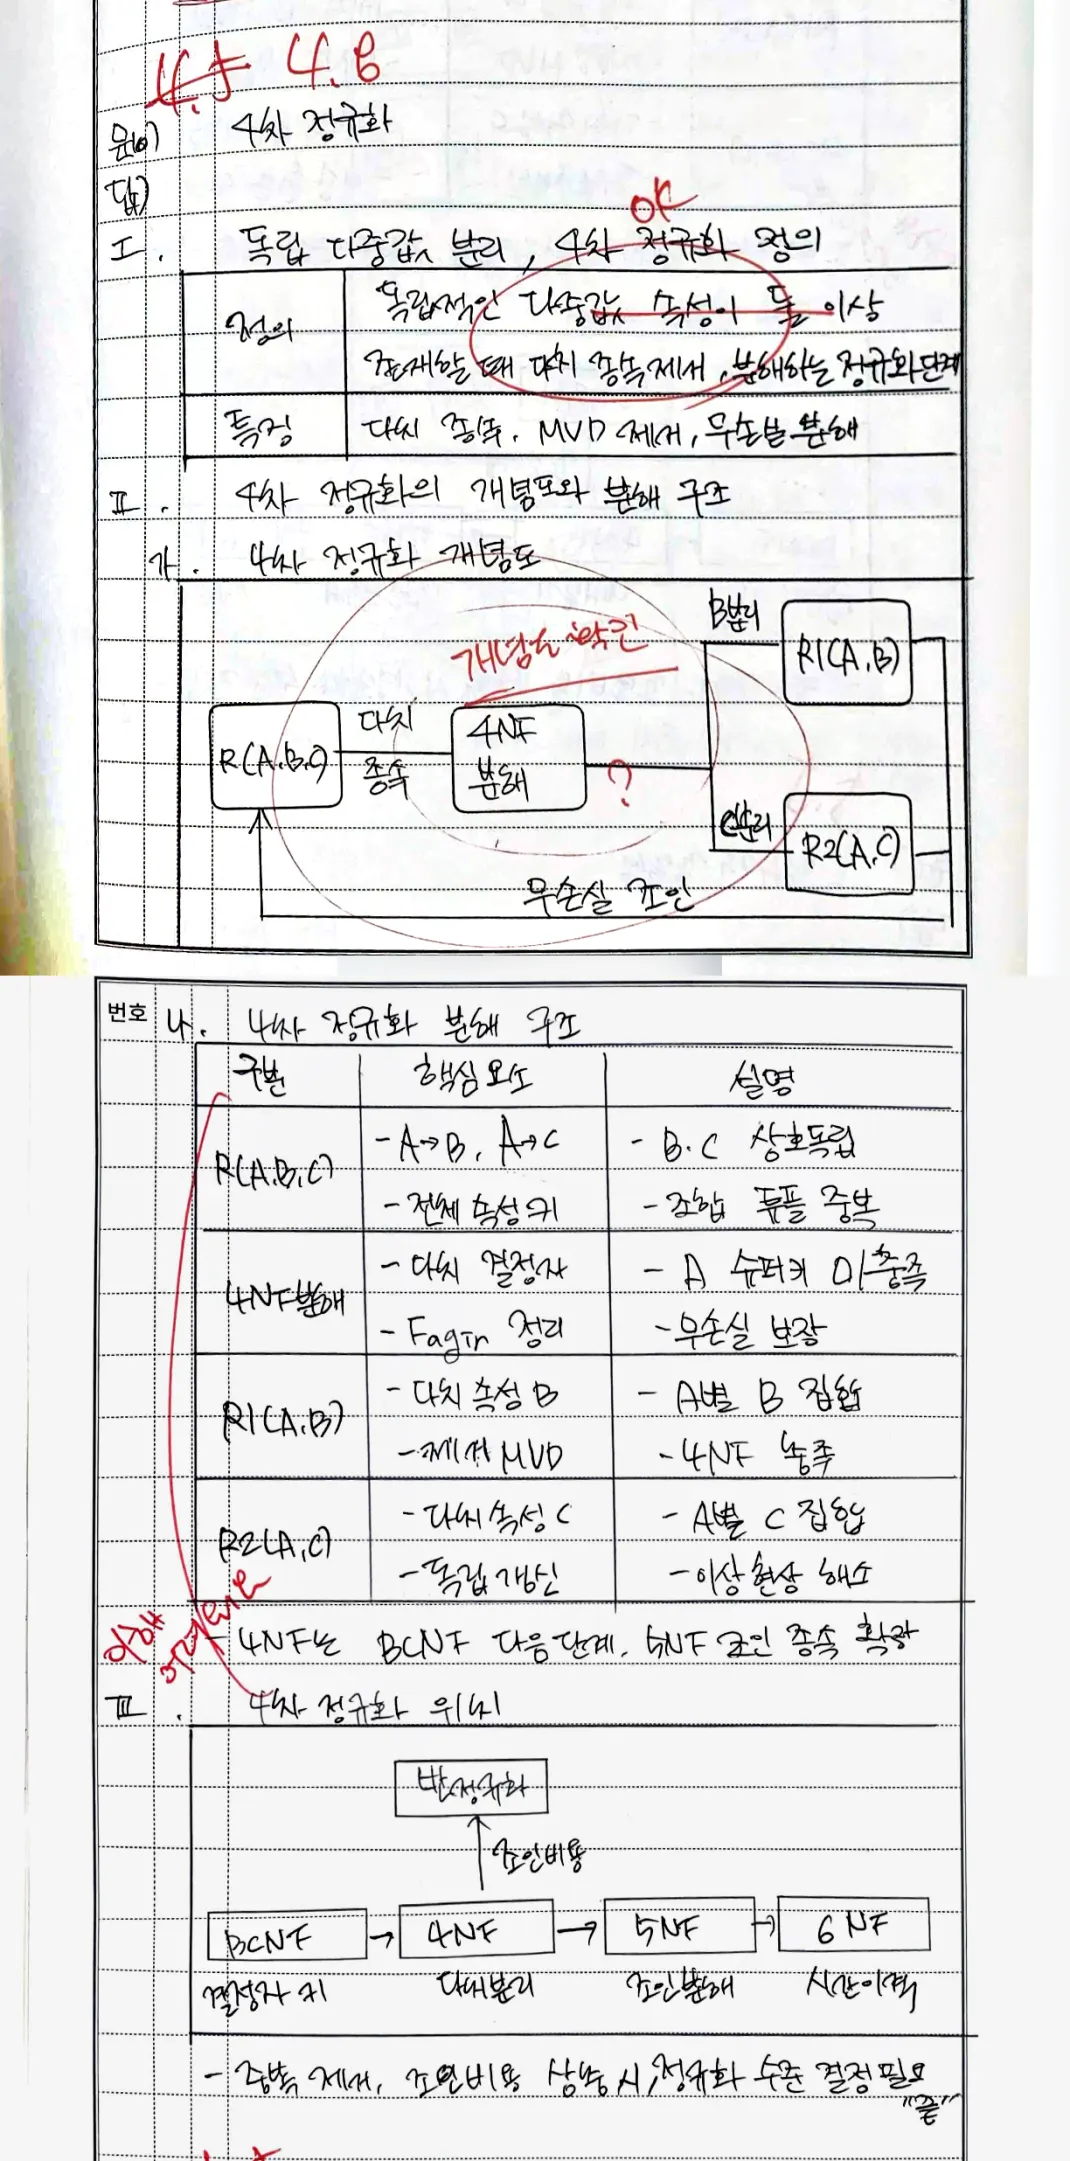 4.5 4.6
문1) 4차 정규화
답)
I. 독립 다중값 분리, 4차 정규화 정의
OK
정의
독립적인 다중값 속성이 둘 이상
존재할 때 다치 종속 제거, 분해하는 정규화 단계
특징
다치 종속. MVD 제거, 무손실 분해
II. 4차 정규화의 개념도와 분해 구조
가. 4차 정규화 개념도
개념도 확인
R(A.B.C)
다치
종속
4NF
분해
?
B분리
R1(A.B)
C분리
R2(A.C)
무손실 조인
번호 나. 4차 정규화 분해 구조
구분 핵심요소 설명
R(A.B.C)
- A↠B, A↠C - B.C 상호독립
- 전체 속성 키 - 조합 튜플 중복
4NF분해
- 다치 결정자 - A 슈퍼키 미충족
- Fagin 정리 - 무손실 보장
R1(A.B)
- 다치 속성 B - A별 B 집합
- 제거 MVD - 4NF 충족
R2(A,C)
- 다치 속성 C - A별 C 집합
- 독립 갱신 - 이상현상 해소
이해 어려워요
- 4NF는 BCNF 다음단계, 5NF 조인 종속 확장
III. 4차 정규화 위치
반정규화
조인비용
BCNF → 4NF → 5NF → 6NF
결정자 키 다치분리 조인분해 시간이력
- 중복 제거, 조인비용 상충 시, 정규화 수준 결정 필요
"끝"